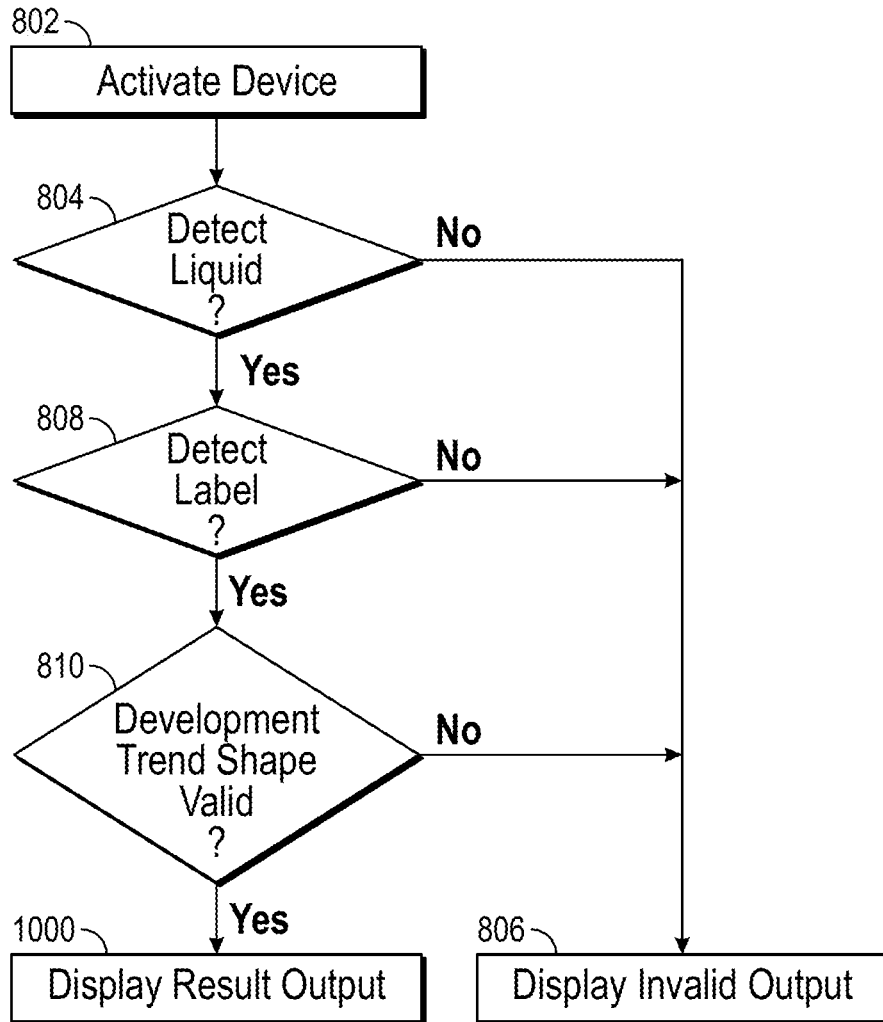 802
Activate Device
804
Detect
Liquid
?
No
Yes
808
Detect
Label
?
No
Yes
810
Development
Trend Shape
Valid
?
No
Yes
1000
Display Result Output
806
Display Invalid Output